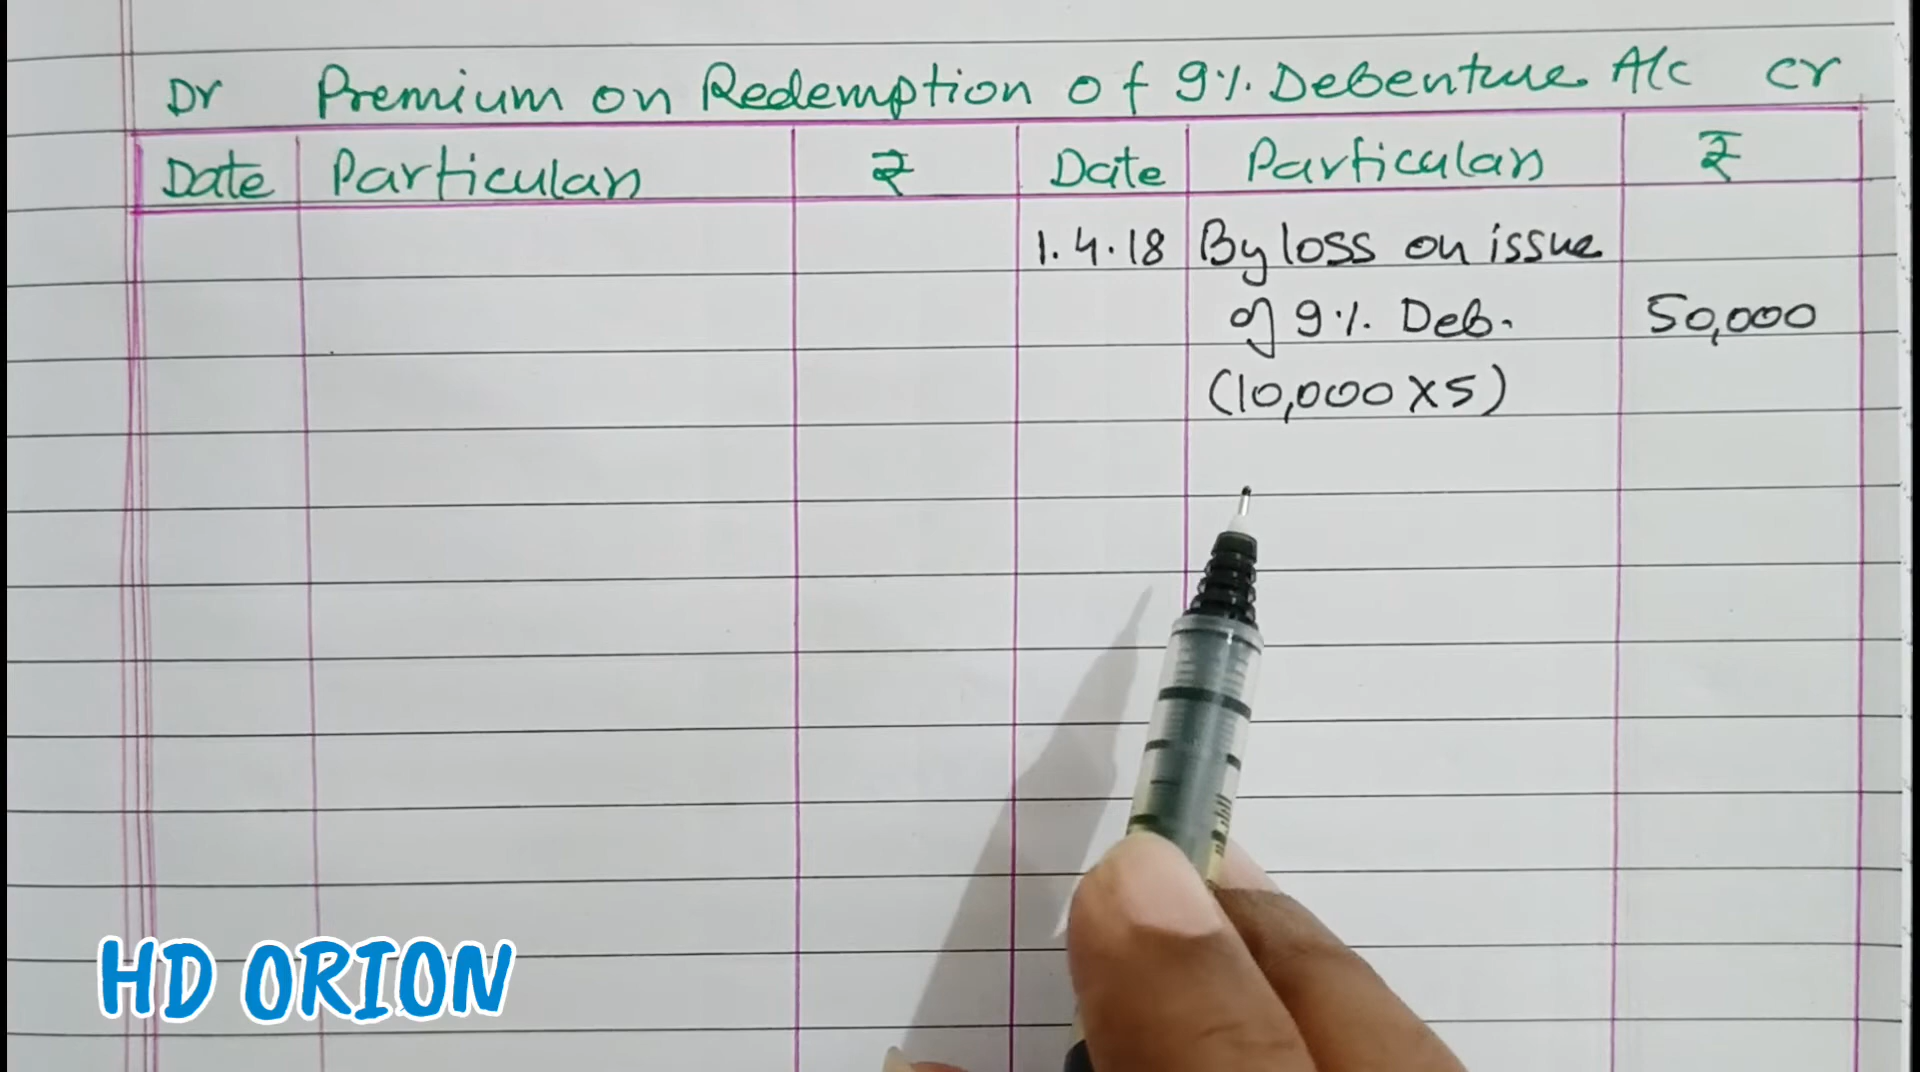 Dr Premium on Redemption of 9% Debenture A/c cr
Date Particulars ₹ Date Particulars ₹
1.4.18 By loss on issue
of 9% Deb. 50,000
(10,000 x 5)
HD ORION